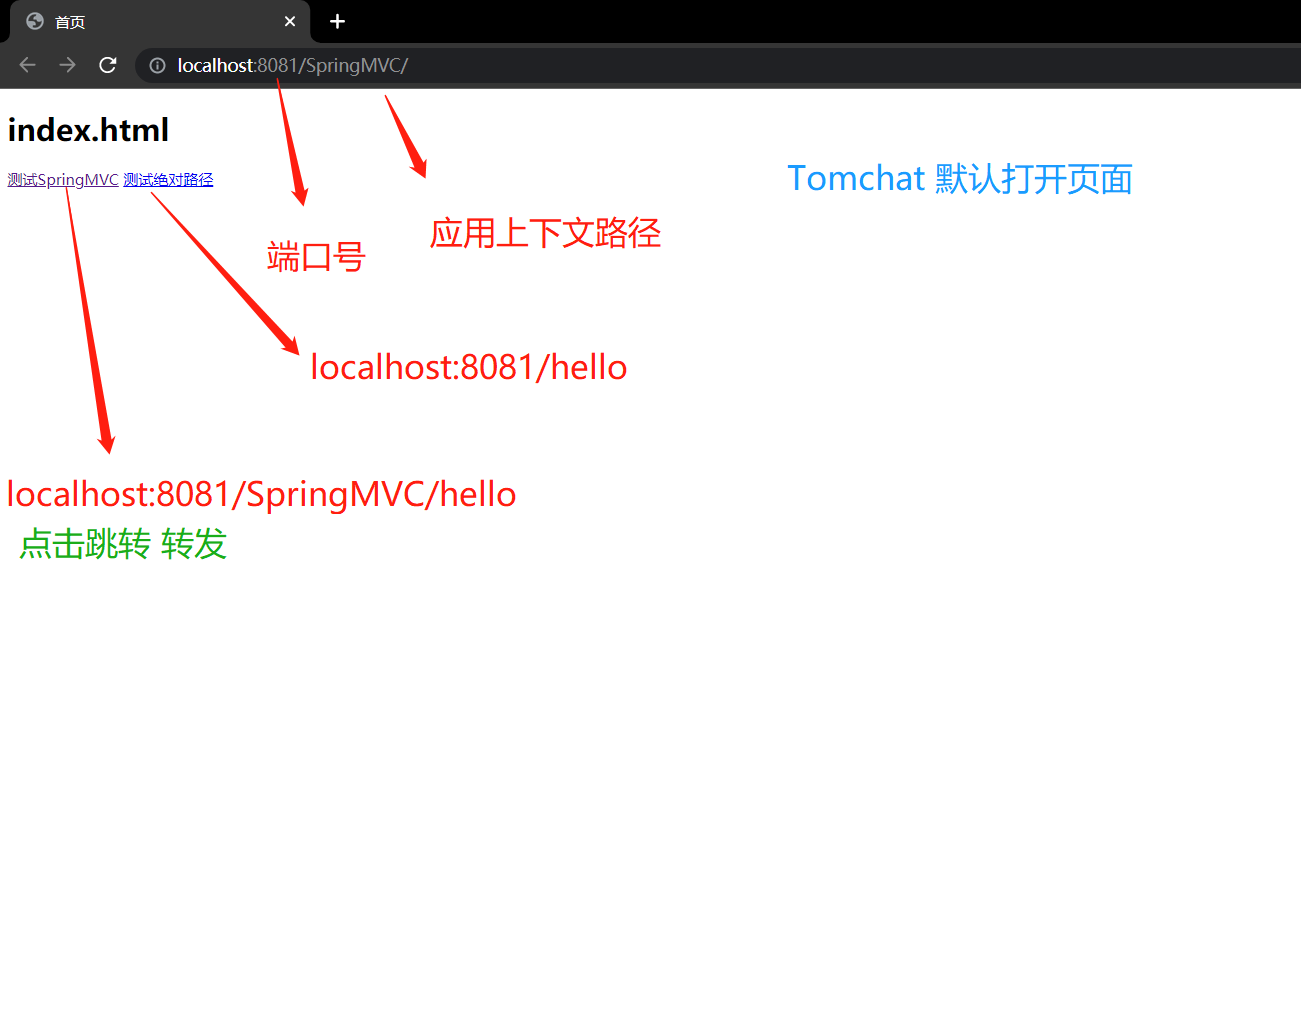 首页
localhost:8081/SpringMVC/
index.html
测试SpringMVC 测试绝对路径
Tomchat 默认打开页面
应用上下文路径
端口号
localhost:8081/hello
localhost:8081/SpringMVC/hello
点击跳转 转发